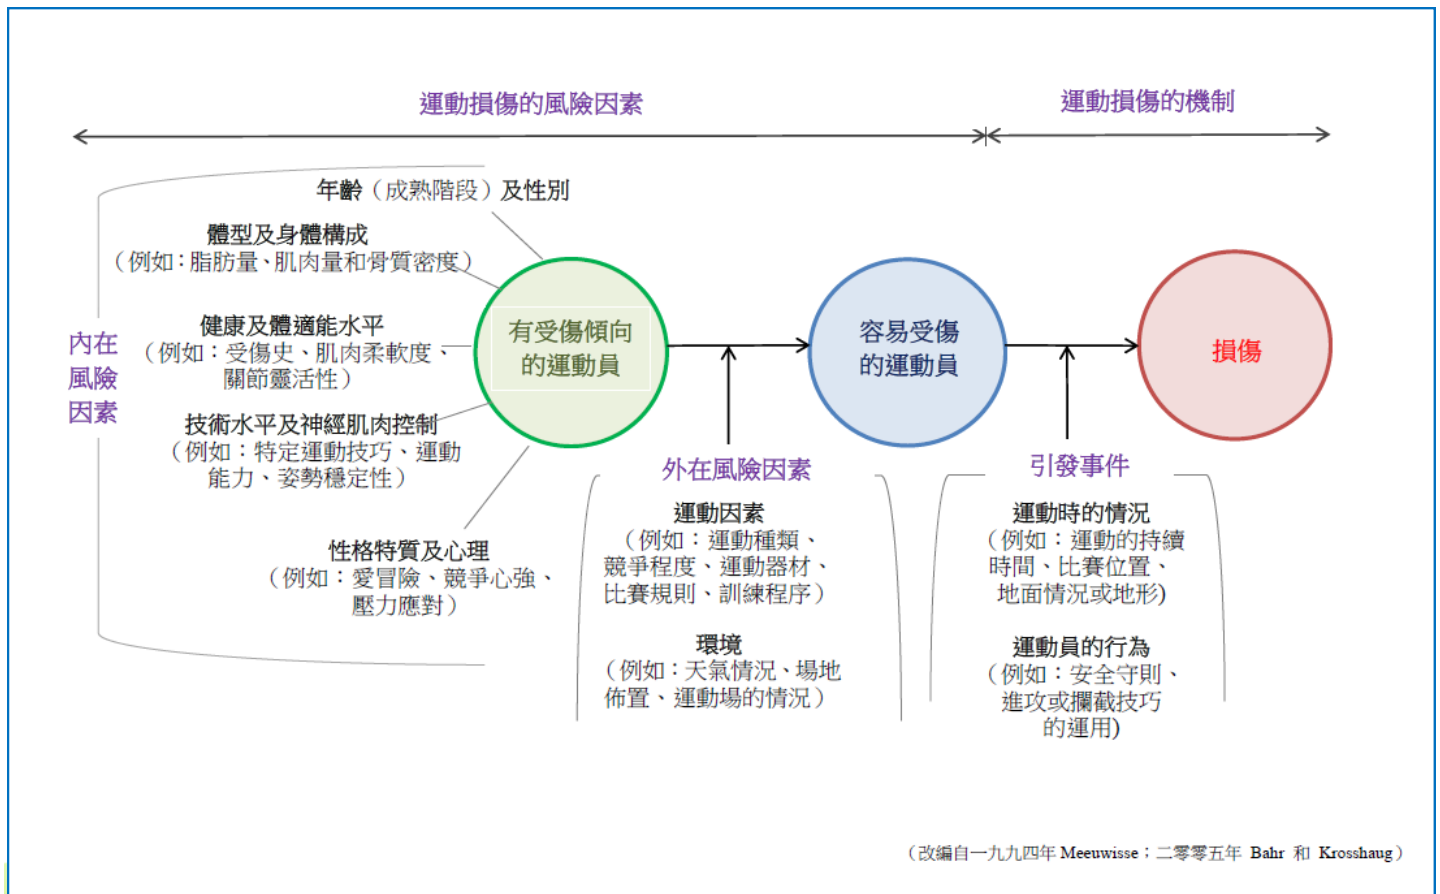 運動損傷的風險因素
運動損傷的機制
年齡（成熟階段）及性別
體型及身體構成
（例如：脂肪量、肌肉量和骨質密度）
健康及體適能水平
（例如：受傷史、肌肉柔軟度、
關節靈活性）
技術水平及神經肌肉控制
（例如：特定運動技巧、運動
能力、姿勢穩定性）
性格特質及心理
（例如：愛冒險、競爭心強、
壓力應對）
內在
風險
因素
有受傷傾向
的運動員
容易受傷
的運動員
損傷
外在風險因素
運動因素
（例如：運動種類、
競爭程度、運動器材、
比賽規則、訓練程序）
環境
（例如：天氣情況、場地
佈置、運動場的情況）
引發事件
運動時的情況
（例如：運動的持續
時間、比賽位置、
地面情況或地形)
運動員的行為
（例如：安全守則、
進攻或攔截技巧
的運用)
（改編自一九九四年 Meeuwisse；二零零五年 Bahr 和 Krosshaug）